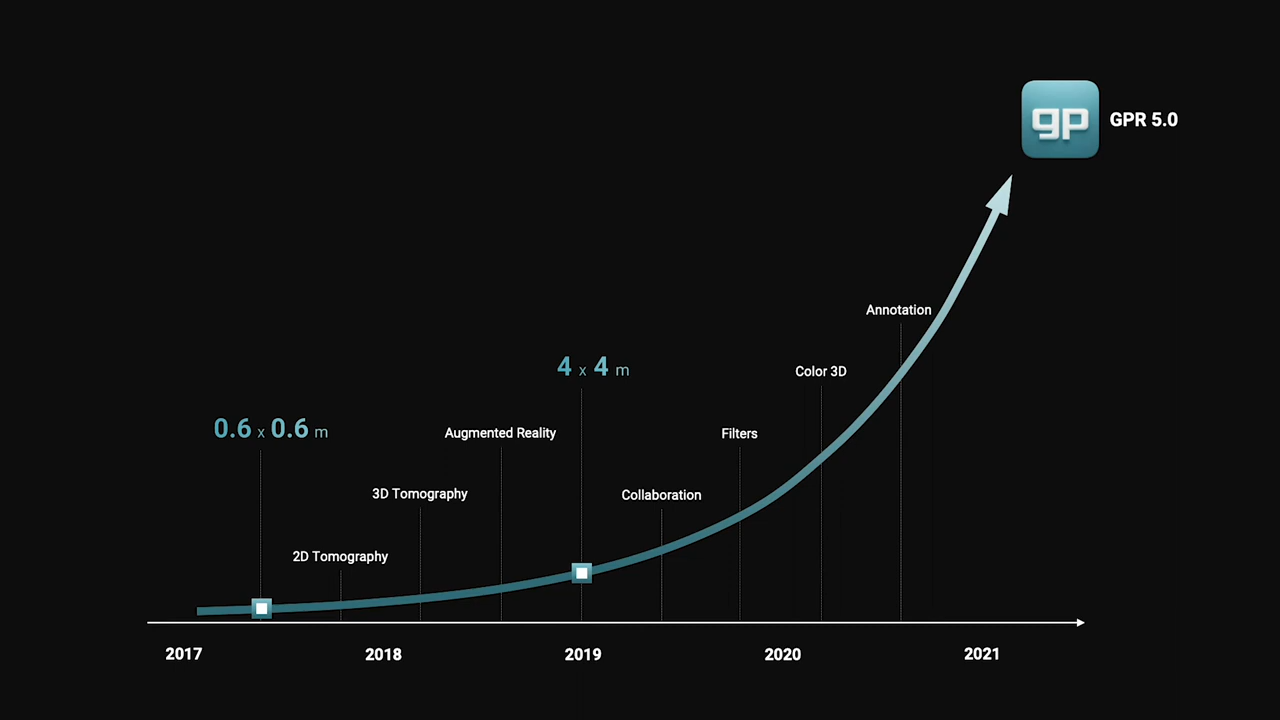 gp
GPR 5.0
Annotation
4 x 4 m
Color 3D
0.6 x 0.6 m
Augmented Reality
Filters
3D Tomography
Collaboration
2D Tomography
2017
2018
2019
2020
2021